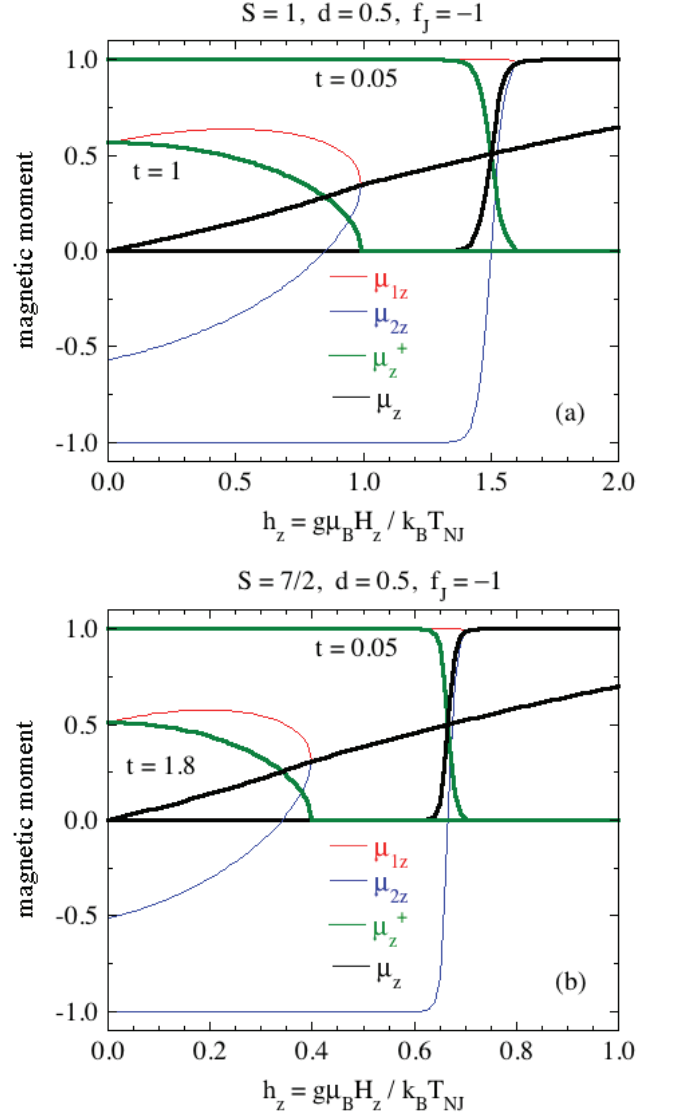 S = 1, d = 0.5, f_J = −1
1.0
t = 0.05
0.5
t = 1
magnetic moment
0.0
μ_1z
μ_2z
-0.5
μ_z^+
μ_z
(a)
-1.0
0.0 0.5 1.0 1.5 2.0
h_z = gμ_BH_z / k_BT_NJ
S = 7/2, d = 0.5, f_J = −1
1.0
t = 0.05
0.5
t = 1.8
magnetic moment
0.0
μ_1z
μ_2z
-0.5
μ_z^+
μ_z
(b)
-1.0
0.0 0.2 0.4 0.6 0.8 1.0
h_z = gμ_BH_z / k_BT_NJ